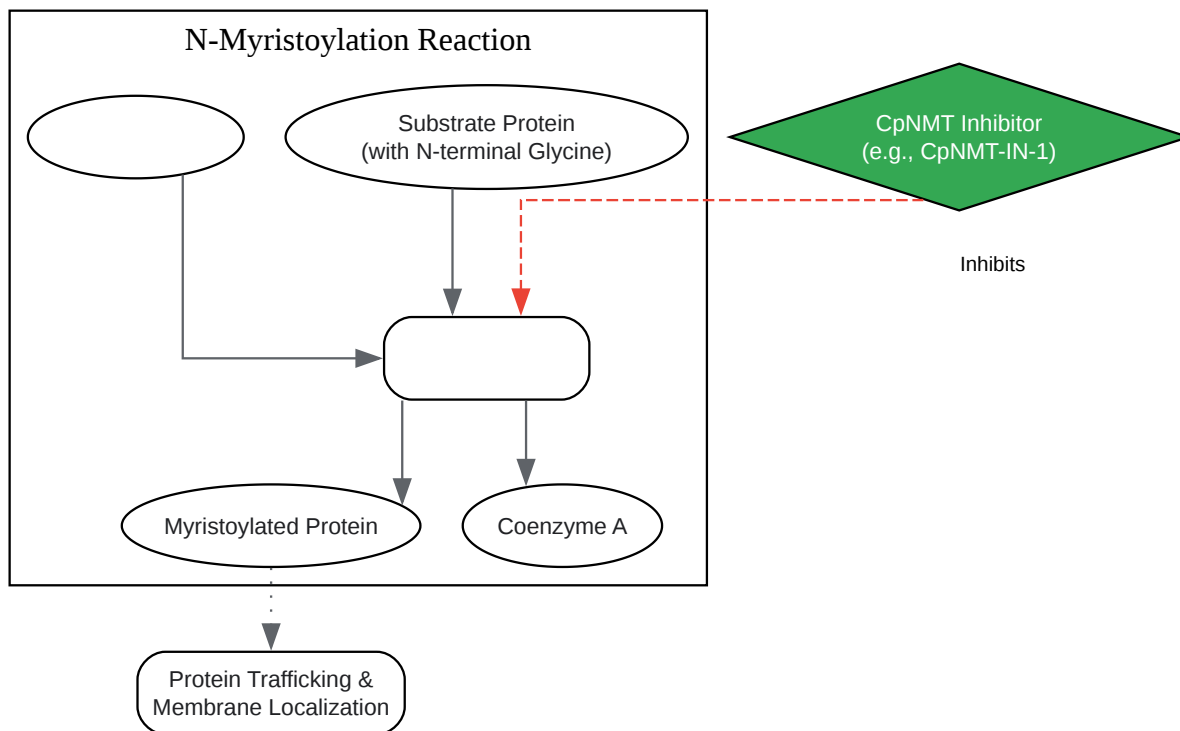 N-Myristoylation Reaction
Substrate Protein
(with N-terminal Glycine)
CpNMT Inhibitor
(e.g., CpNMT-IN-1)
Inhibits
Myristoylated Protein
Coenzyme A
Protein Trafficking &
Membrane Localization